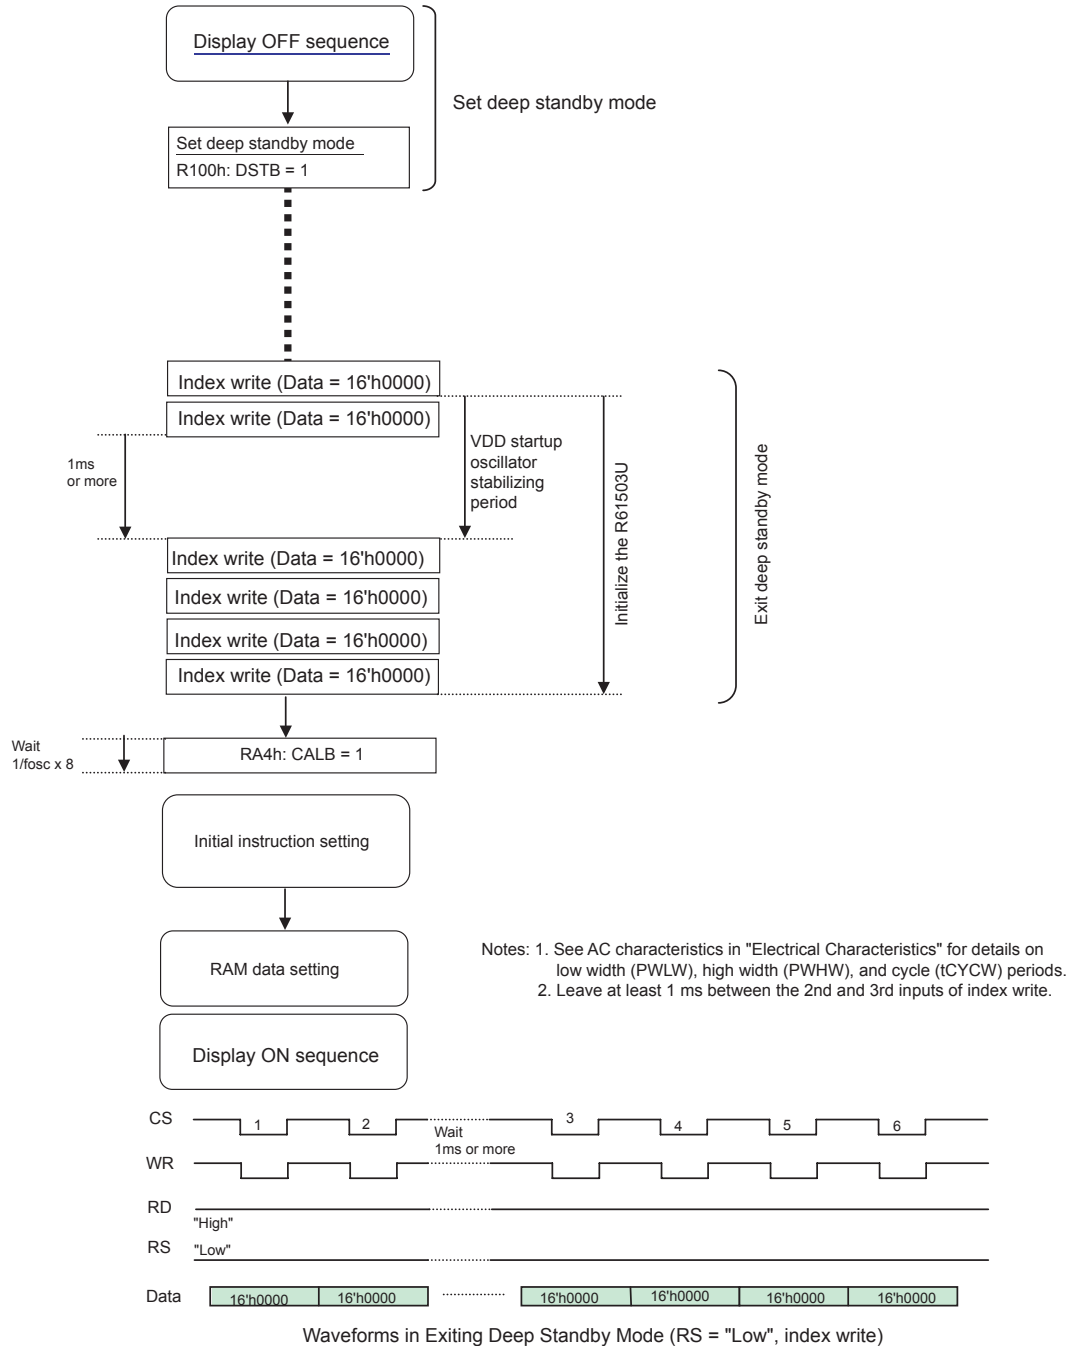 Display OFF sequence
Set deep standby mode
Set deep standby mode
R100h: DSTB = 1
Index write (Data = 16'h0000)
Index write (Data = 16'h0000)
1ms
or more
VDD startup
oscillator
stabilizing
period
Initialize the R61503U
Exit deep standby mode
Index write (Data = 16'h0000)
Index write (Data = 16'h0000)
Index write (Data = 16'h0000)
Index write (Data = 16'h0000)
Wait
1/fosc x 8
RA4h: CALB = 1
Initial instruction setting
RAM data setting
Notes: 1. See AC characteristics in "Electrical Characteristics" for details on
low width (PWLW), high width (PWHW), and cycle (tCYCW) periods.
2. Leave at least 1 ms between the 2nd and 3rd inputs of index write.
Display ON sequence
CS 1 2 3 4 5 6
Wait
1ms or more
WR
RD
"High"
RS "Low"
Data 16'h0000 16'h0000 16'h0000 16'h0000 16'h0000 16'h0000
Waveforms in Exiting Deep Standby Mode (RS = "Low", index write)